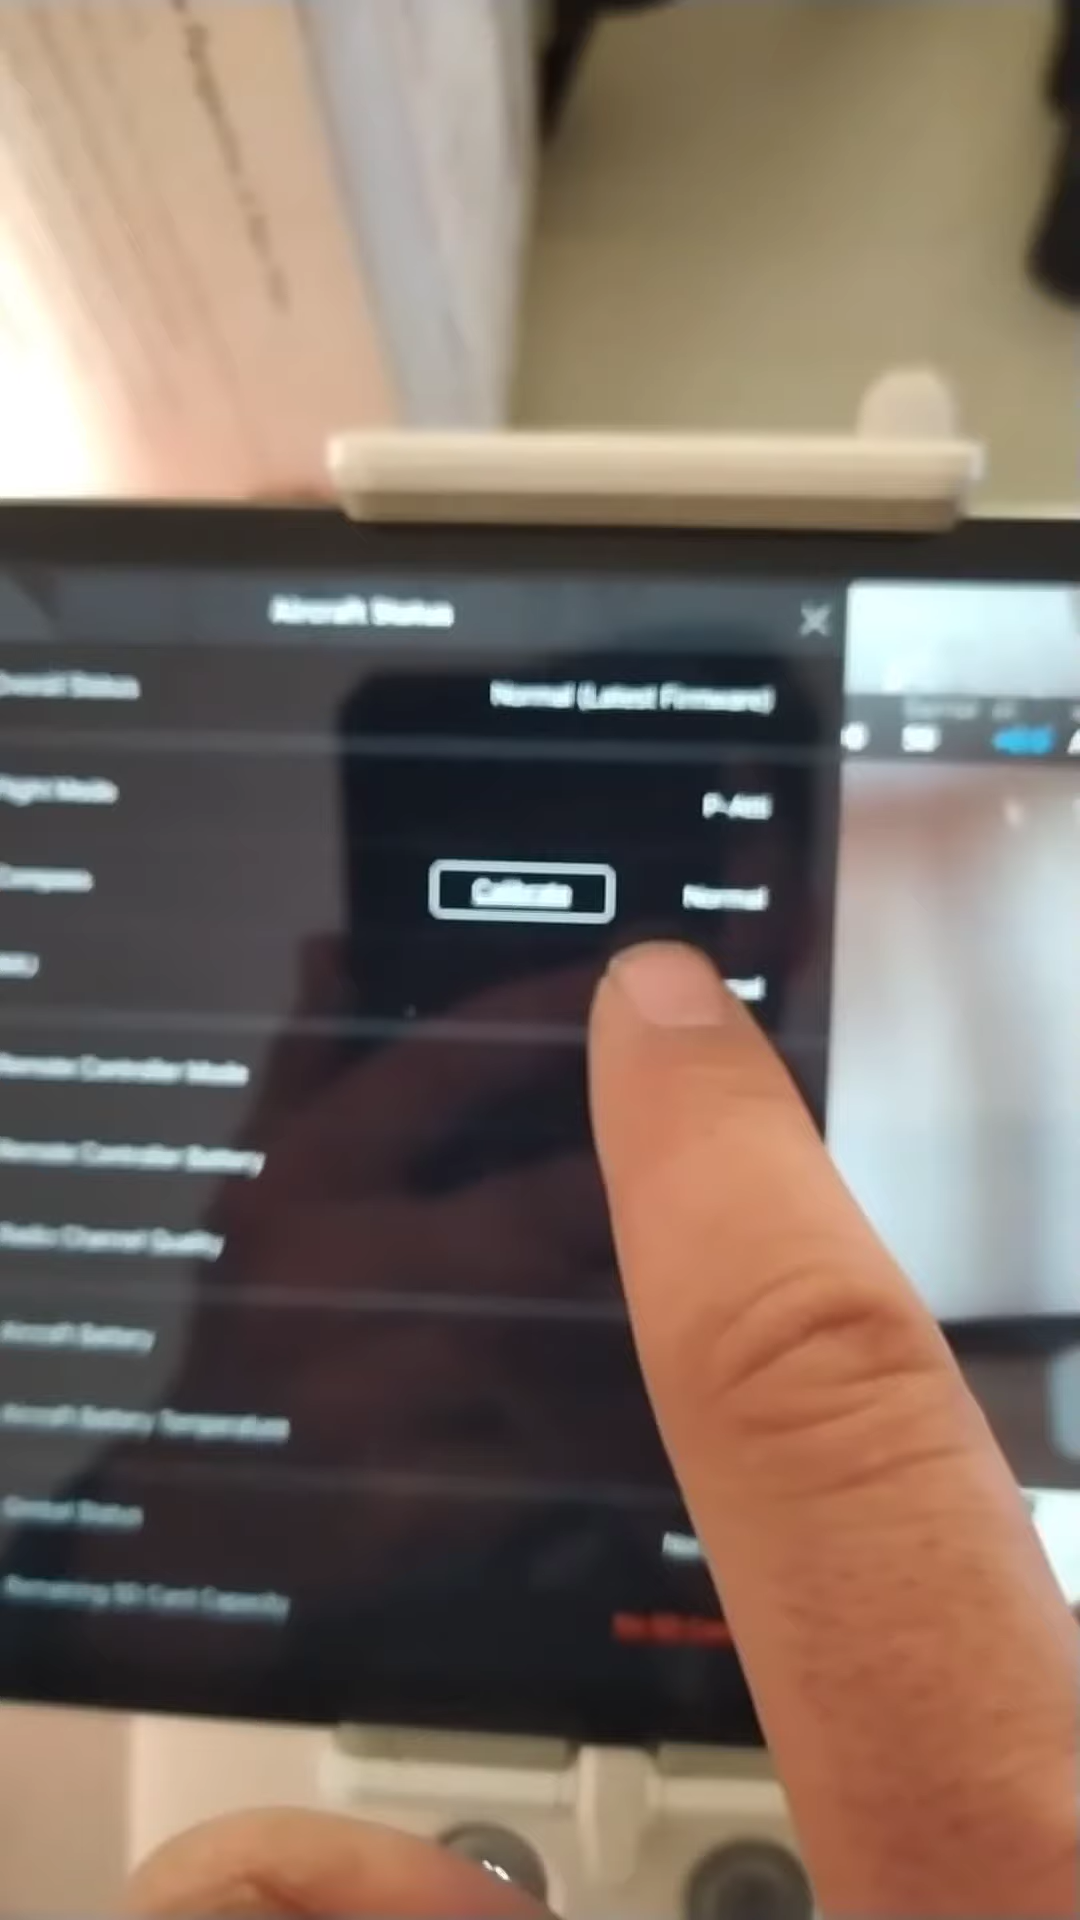 Aircraft Status
Overall Status Normal (Latest Firmware)
Flight Mode P-Atti
Compass Calibrate Normal
Remote Controller Mode
Remote Controller Battery
Radio Channel Quality
Aircraft Battery
Aircraft Battery Temperature
Gimbal Status
Remaining SD Card Capacity